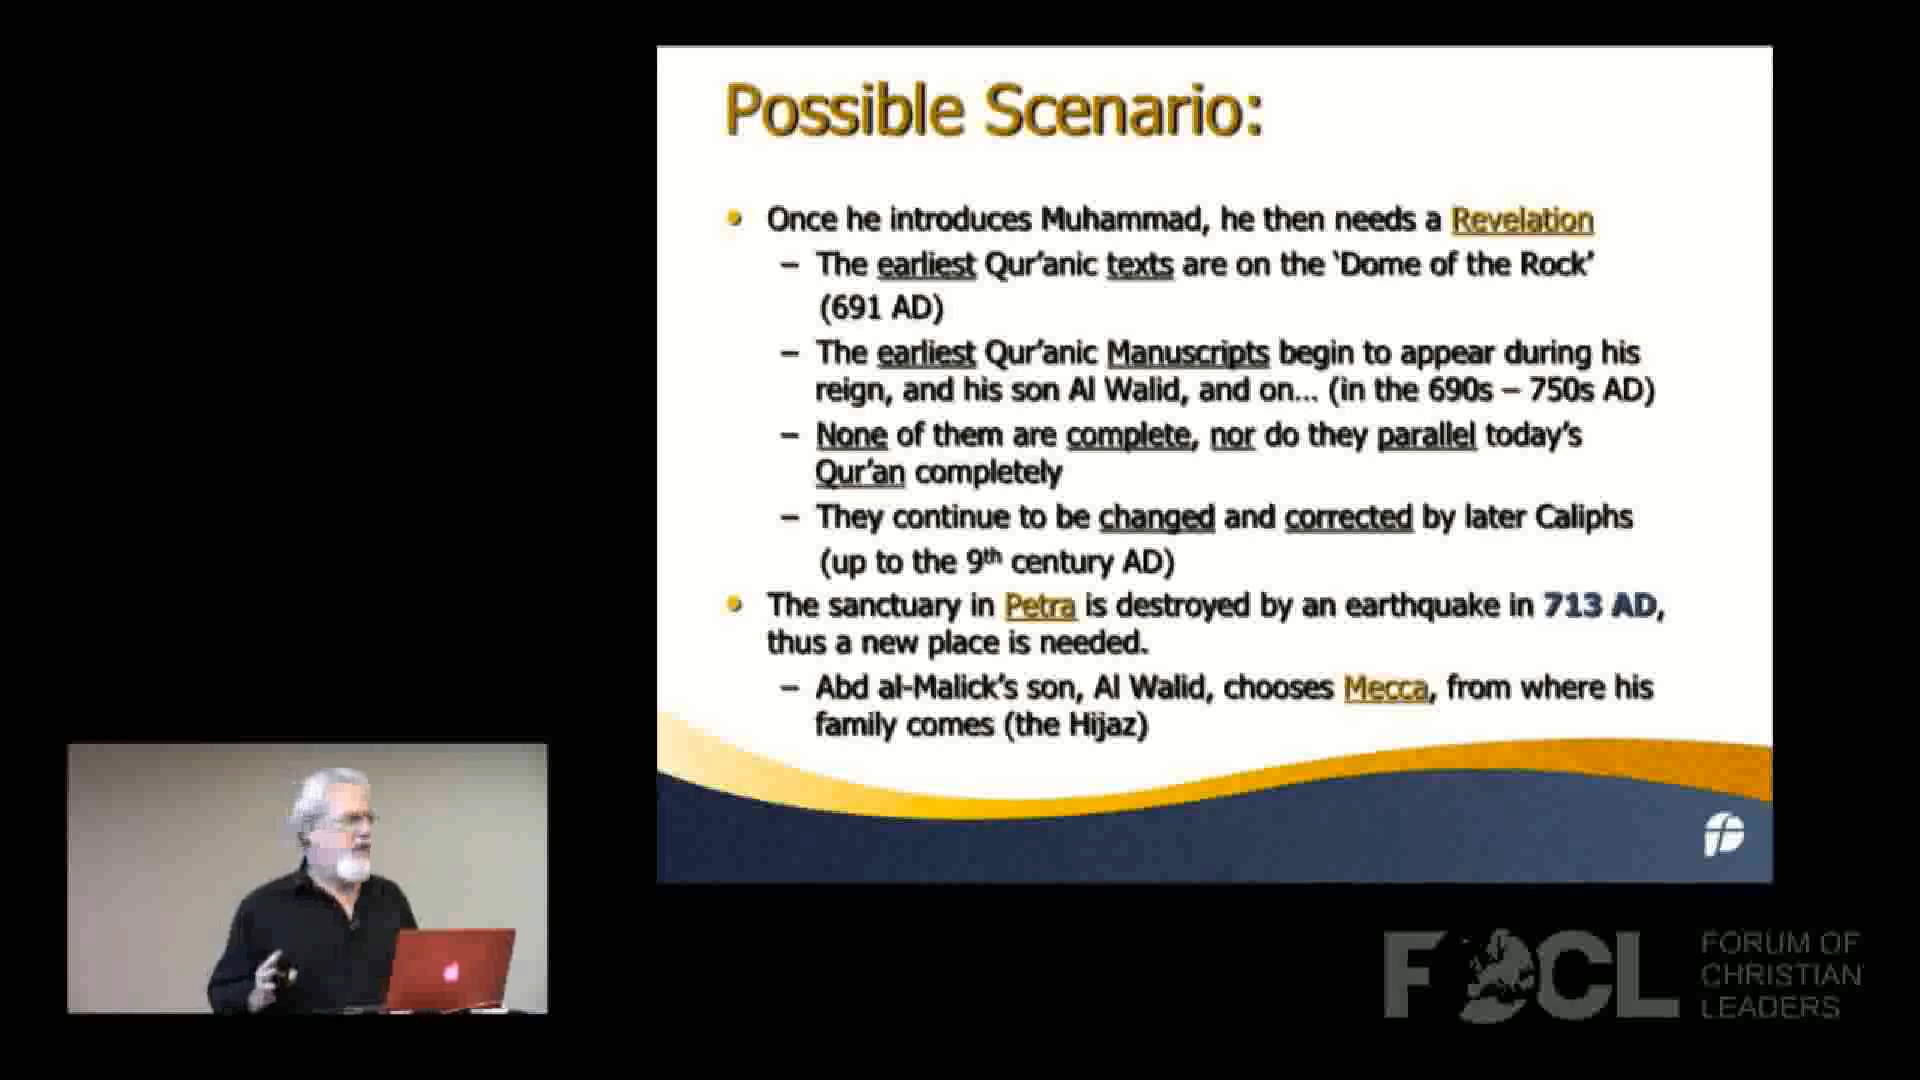 Possible Scenario:
• Once he introduces Muhammad, he then needs a Revelation
– The earliest Qur’anic texts are on the ‘Dome of the Rock’
(691 AD)
– The earliest Qur’anic Manuscripts begin to appear during his
reign, and his son Al Walid, and on... (in the 690s – 750s AD)
– None of them are complete, nor do they parallel today’s
Qur’an completely
– They continue to be changed and corrected by later Caliphs
(up to the 9th century AD)
• The sanctuary in Petra is destroyed by an earthquake in 713 AD,
thus a new place is needed.
– Abd al-Malick’s son, Al Walid, chooses Mecca, from where his
family comes (the Hijaz)
FOCL
FORUM OF
CHRISTIAN
LEADERS